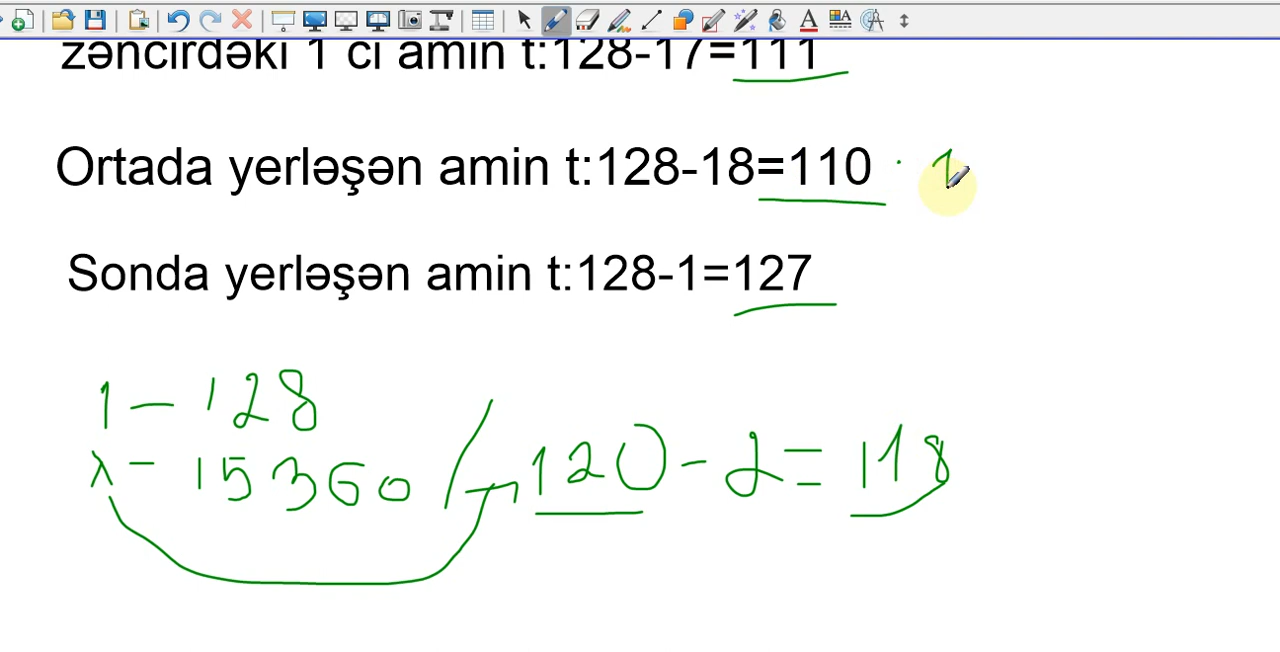 zəncirdəki 1 ci amin t:128-17=111
Ortada yerləşən amin t:128-18=110 · 1
Sonda yerləşən amin t:128-1=127
1 - 128
x - 15360 / 120 - 2 = 118